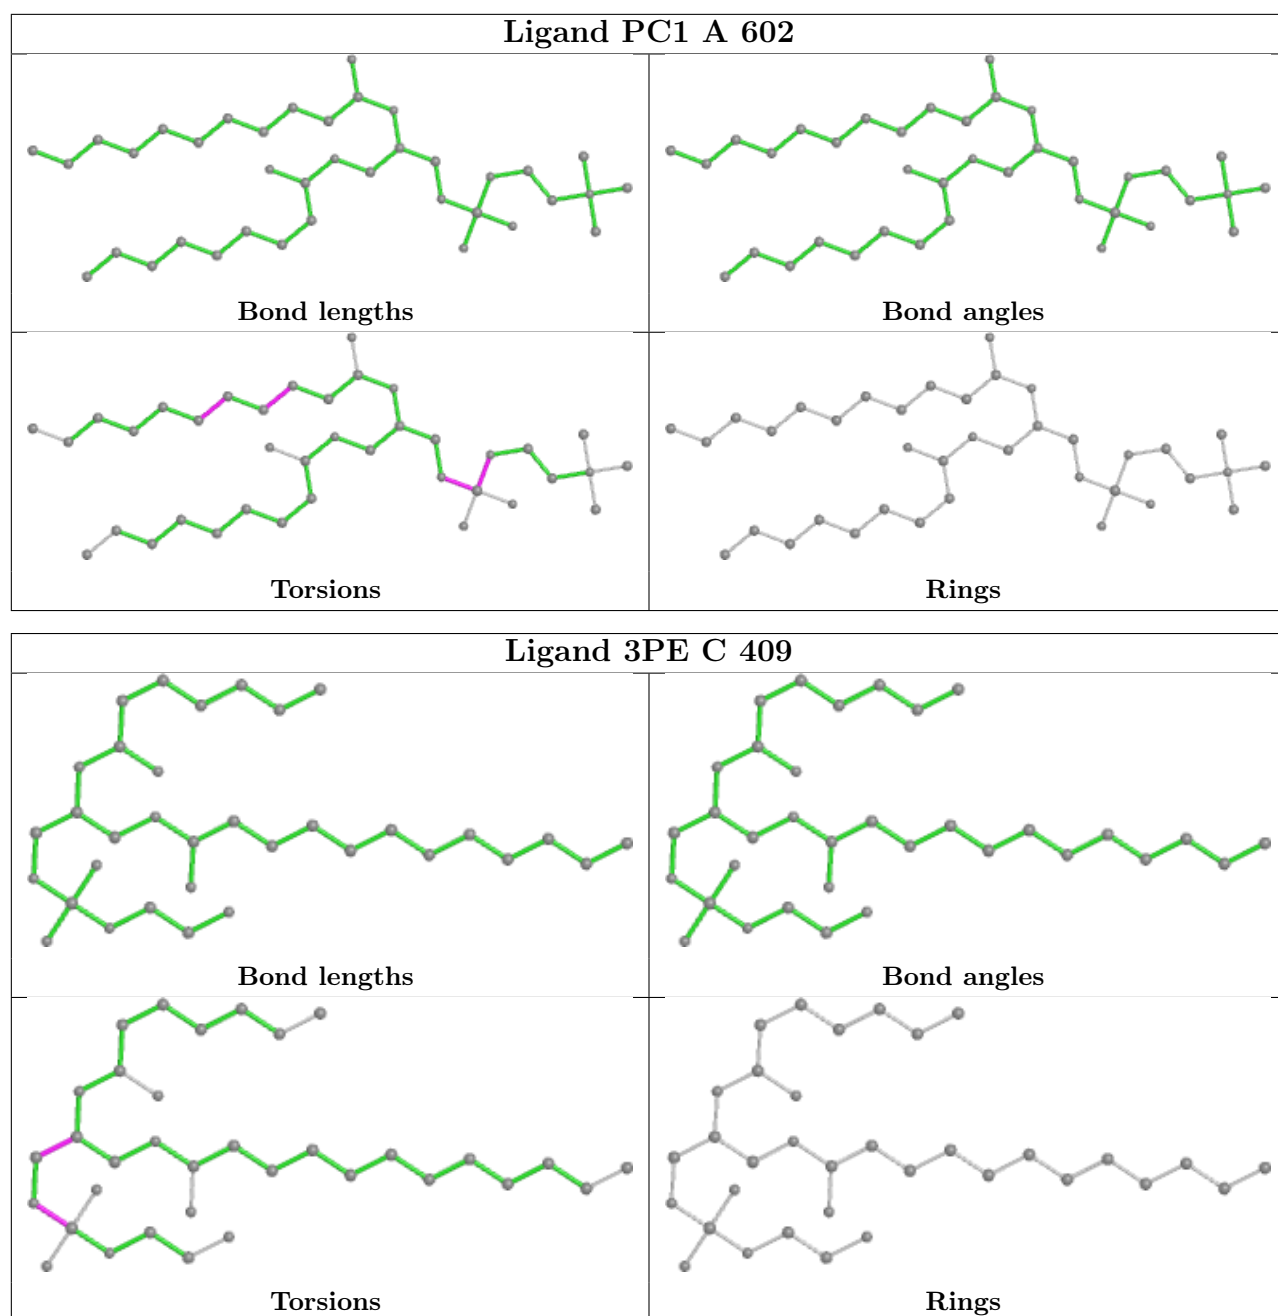 Ligand PC1 A 602
Bond lengths
Bond angles
Torsions
Rings
Ligand 3PE C 409
Bond lengths
Bond angles
Torsions
Rings